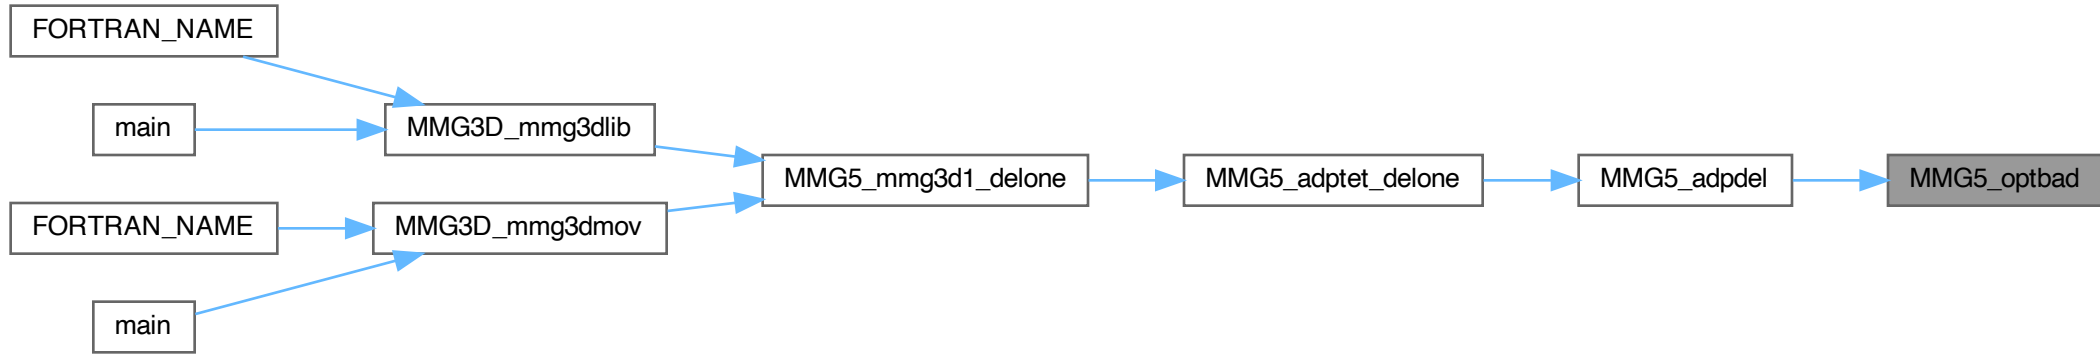 FORTRAN_NAME
main
MMG3D_mmg3dlib
MMG5_mmg3d1_delone
MMG5_adptet_delone
MMG5_adpdel
MMG5_optbad
FORTRAN_NAME
MMG3D_mmg3dmov
main